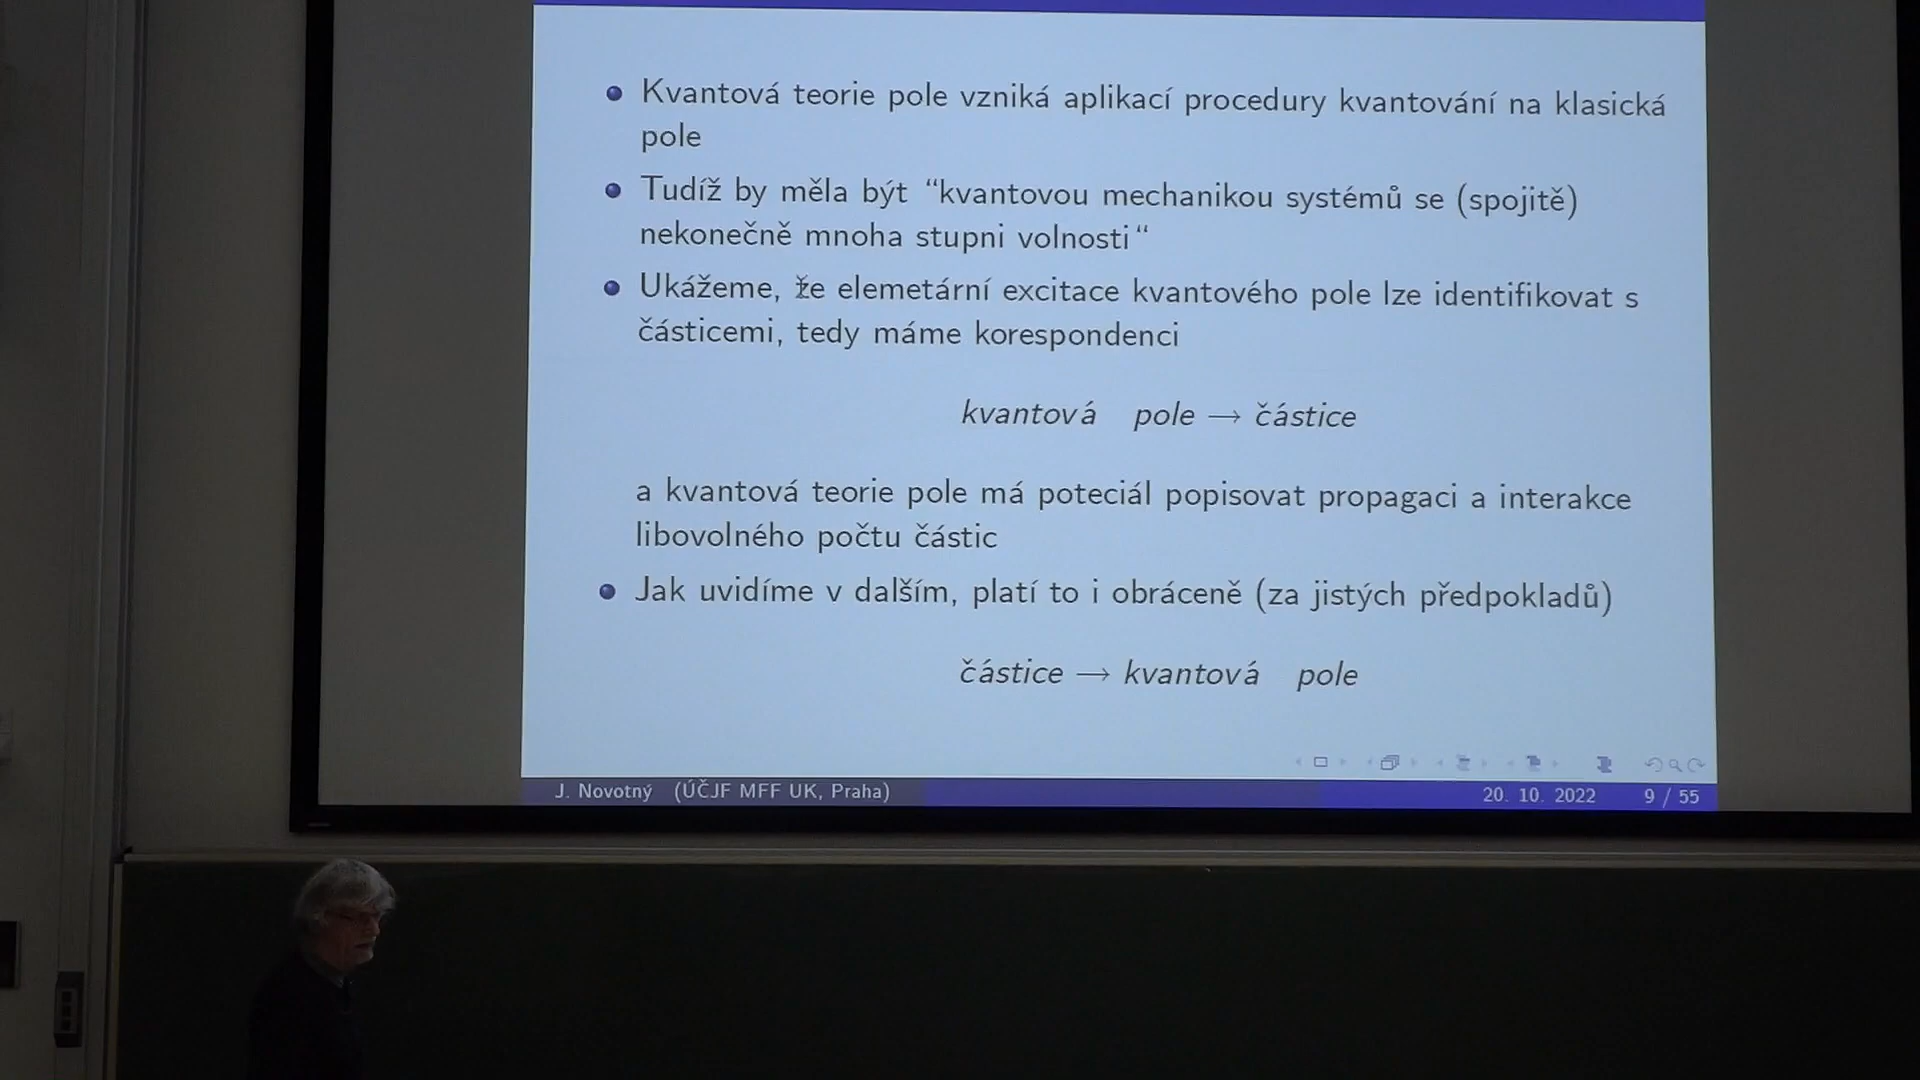 Kvantová teorie pole vzniká aplikací procedury kvantování na klasická
pole
Tudíž by měla být “kvantovou mechanikou systémů se (spojitě)
nekonečně mnoha stupni volnosti“
Ukážeme, že elemetární excitace kvantového pole lze identifikovat s
částicemi, tedy máme korespondenci
kvantová pole → částice
a kvantová teorie pole má poteciál popisovat propagaci a interakce
libovolného počtu částic
Jak uvidíme v dalším, platí to i obráceně (za jistých předpokladů)
částice → kvantová pole
J. Novotný (ÚČJF MFF UK, Praha) 20. 10. 2022 9 / 55